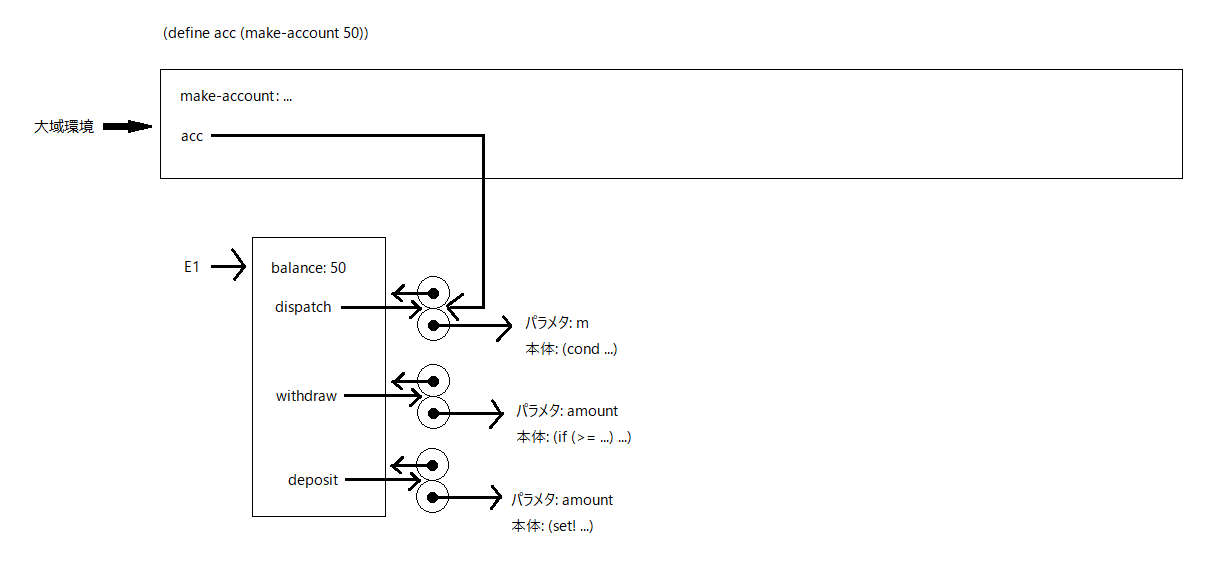 (define acc (make-account 50))
make-account: ...
大域環境
acc
E1
balance: 50
dispatch
パラメタ: m
本体: (cond ...)
withdraw
パラメタ: amount
本体: (if (>= ...) ...)
deposit
パラメタ: amount
本体: (set! ...)